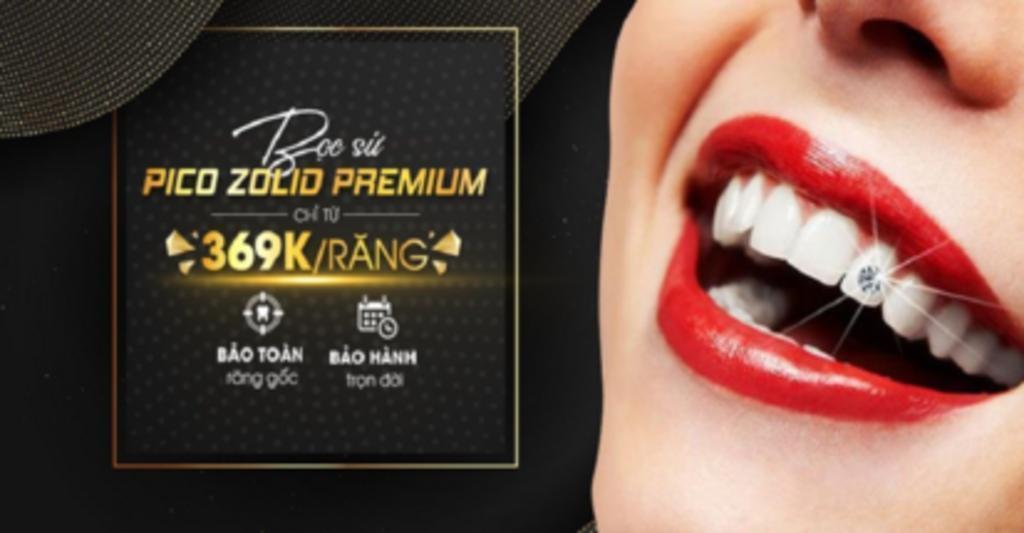 Bọc sứ
PICO ZOLID PREMIUM
CHỈ TỪ
369K/RĂNG
BẢO TOÀN
răng gốc
BẢO HÀNH
trọn đời